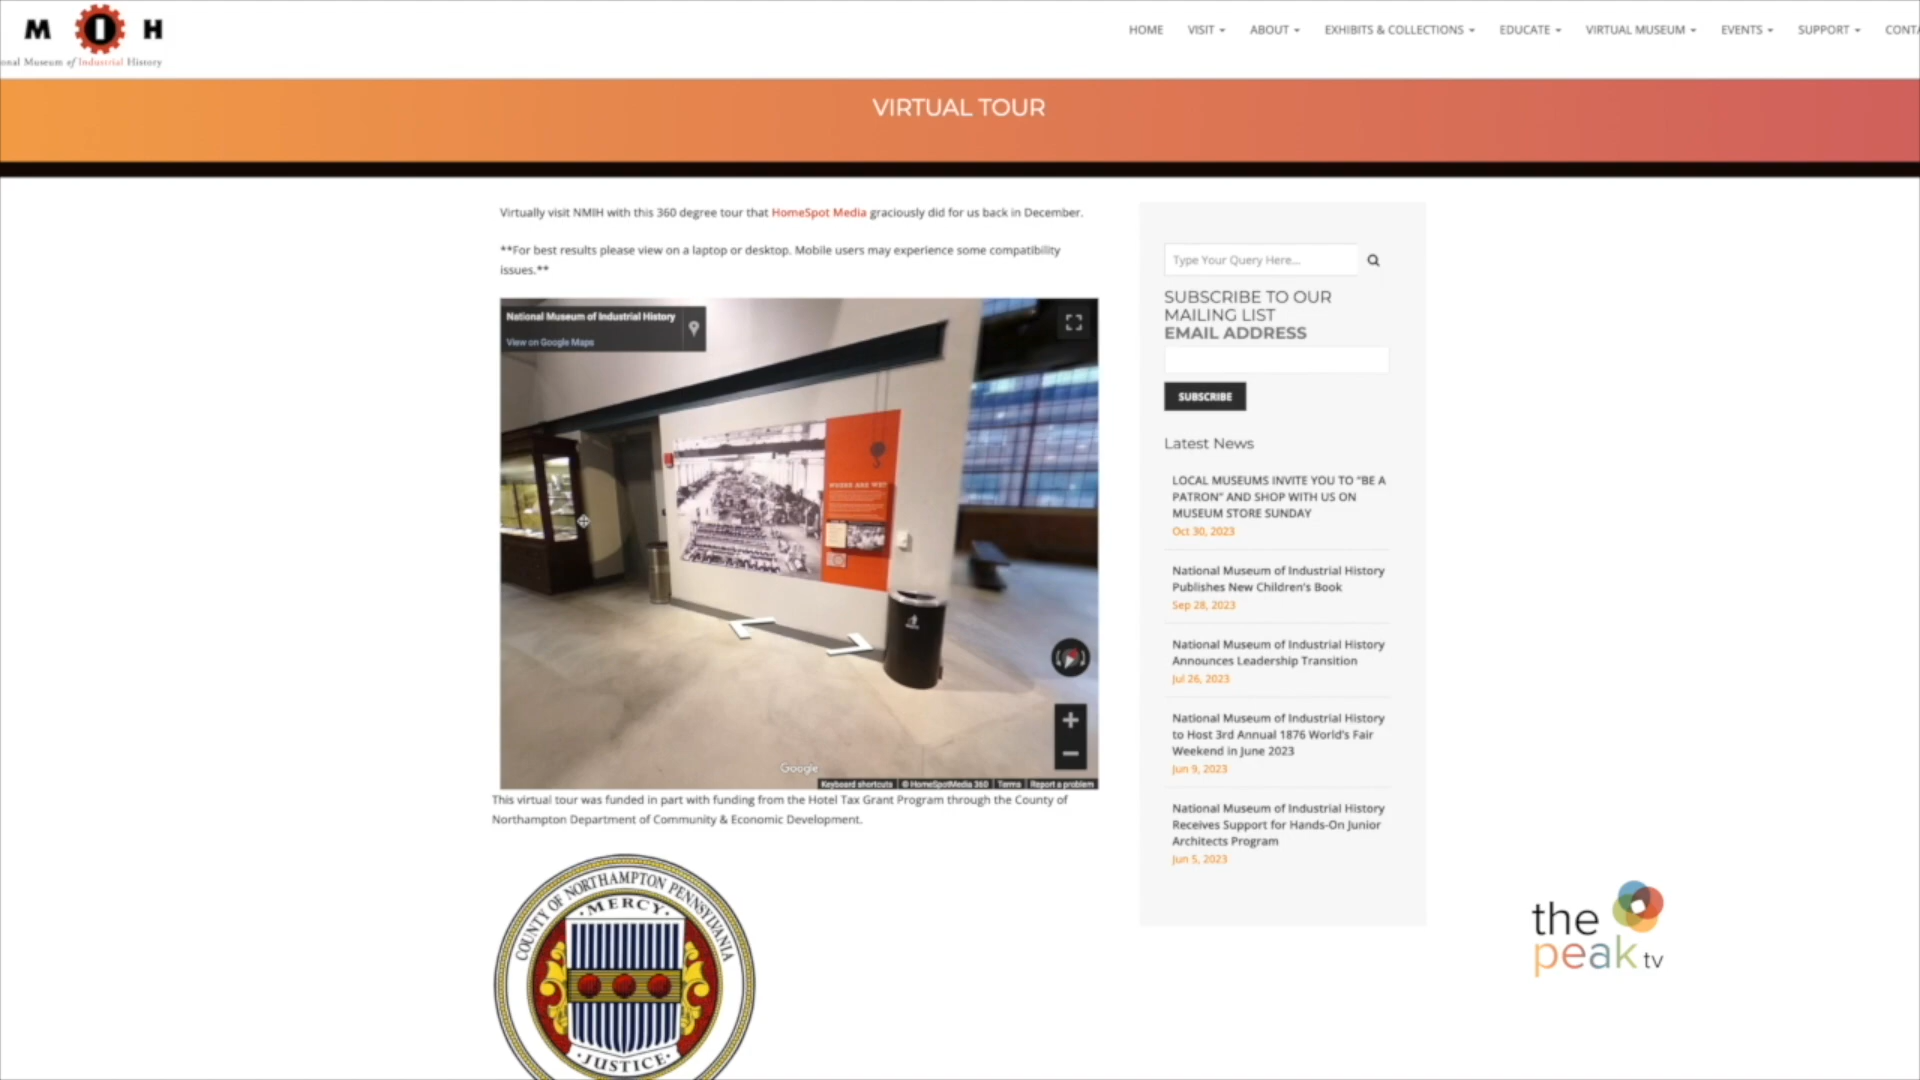 M I H
onal Museum of Industrial History
HOME VISIT ABOUT EXHIBITS & COLLECTIONS EDUCATE VIRTUAL MUSEUM EVENTS SUPPORT CONTA
VIRTUAL TOUR
Virtually visit NMIH with this 360 degree tour that HomeSpot Media graciously did for us back in December.
**For best results please view on a laptop or desktop. Mobile users may experience some compatibility
issues.**
National Museum of Industrial History
View on Google Maps
WHERE ARE WE?
Google
Keyboard shortcuts © HomeSpotMedia 360 Terms Report a problem
This virtual tour was funded in part with funding from the Hotel Tax Grant Program through the County of
Northampton Department of Community & Economic Development.
COUNTY OF NORTHAMPTON PENNSYLVANIA
· MERCY ·
· JUSTICE ·
Type Your Query Here...
SUBSCRIBE TO OUR
MAILING LIST
EMAIL ADDRESS
SUBSCRIBE
Latest News
LOCAL MUSEUMS INVITE YOU TO “BE A
PATRON” AND SHOP WITH US ON
MUSEUM STORE SUNDAY
Oct 30, 2023
National Museum of Industrial History
Publishes New Children’s Book
Sep 28, 2023
National Museum of Industrial History
Announces Leadership Transition
Jul 26, 2023
National Museum of Industrial History
to Host 3rd Annual 1876 World’s Fair
Weekend in June 2023
Jun 9, 2023
National Museum of Industrial History
Receives Support for Hands-On Junior
Architects Program
Jun 5, 2023
the
peak tv